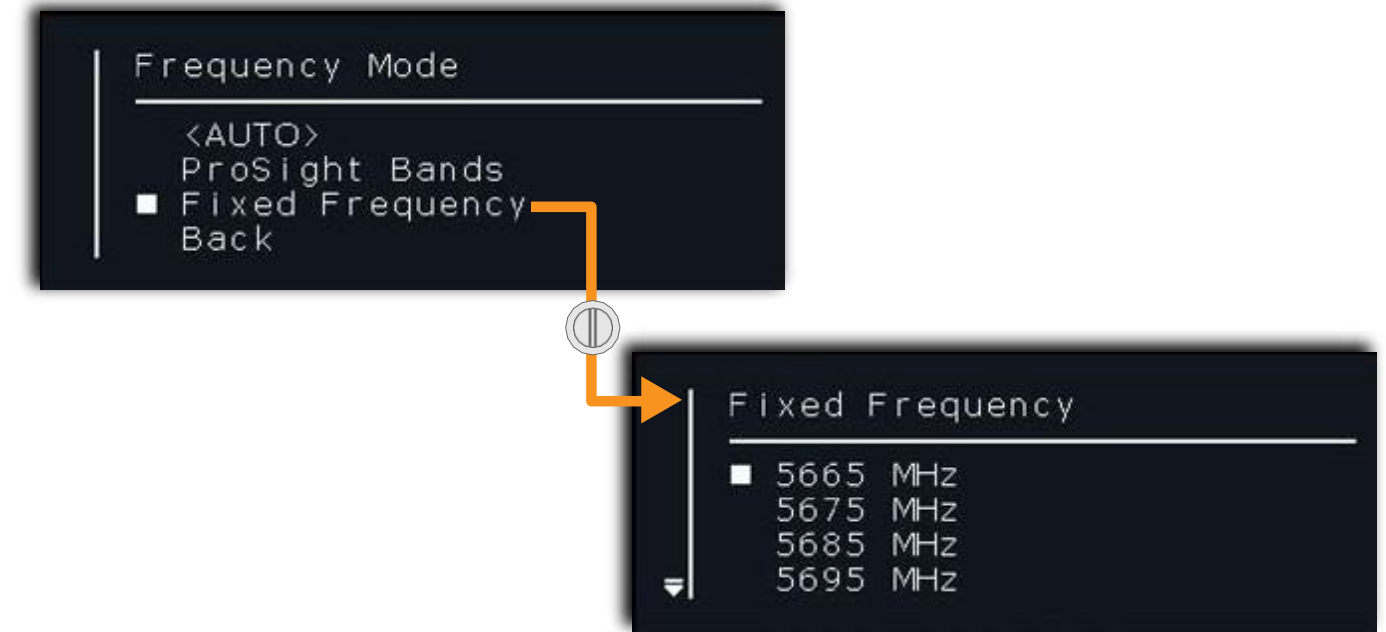 Frequency Mode
<AUTO>
ProSight Bands
Fixed Frequency
Back
Fixed Frequency
5665 MHz
5675 MHz
5685 MHz
5695 MHz